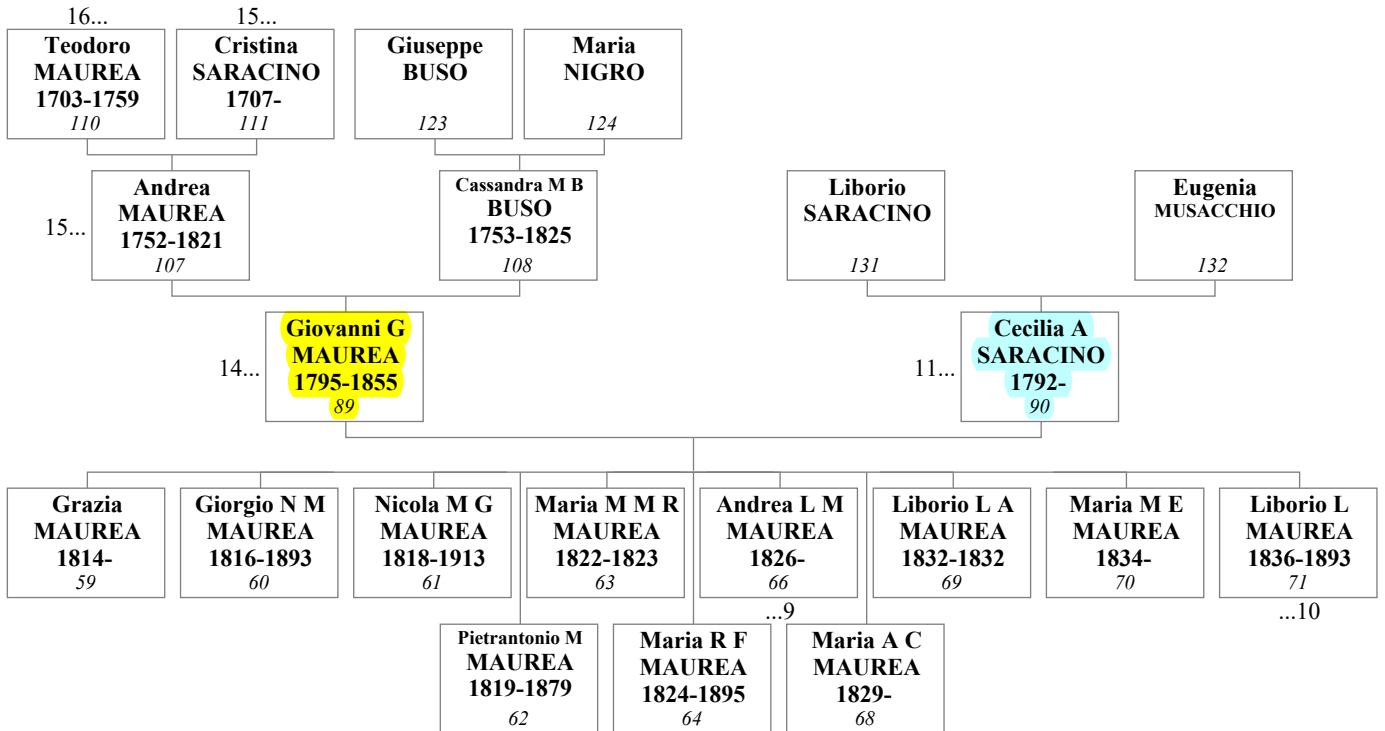 16...
15...
Teodoro
MAUREA
1703-1759
110
Cristina
SARACINO
1707-
111
Giuseppe
BUSO
123
Maria
NIGRO
124
15...
Andrea
MAUREA
1752-1821
107
Cassandra M B
BUSO
1753-1825
108
Liborio
SARACINO
131
Eugenia
MUSACCHIO
132
14...
Giovanni G
MAUREA
1795-1855
89
11...
Cecilia A
SARACINO
1792-
90
Grazia
MAUREA
1814-
59
Giorgio N M
MAUREA
1816-1893
60
Nicola M G
MAUREA
1818-1913
61
Maria M M R
MAUREA
1822-1823
63
Andrea L M
MAUREA
1826-
66
...9
Liborio L A
MAUREA
1832-1832
69
Maria M E
MAUREA
1834-
70
Liborio L
MAUREA
1836-1893
71
...10
Pietrantonio M
MAUREA
1819-1879
62
Maria R F
MAUREA
1824-1895
64
Maria A C
MAUREA
1829-
68